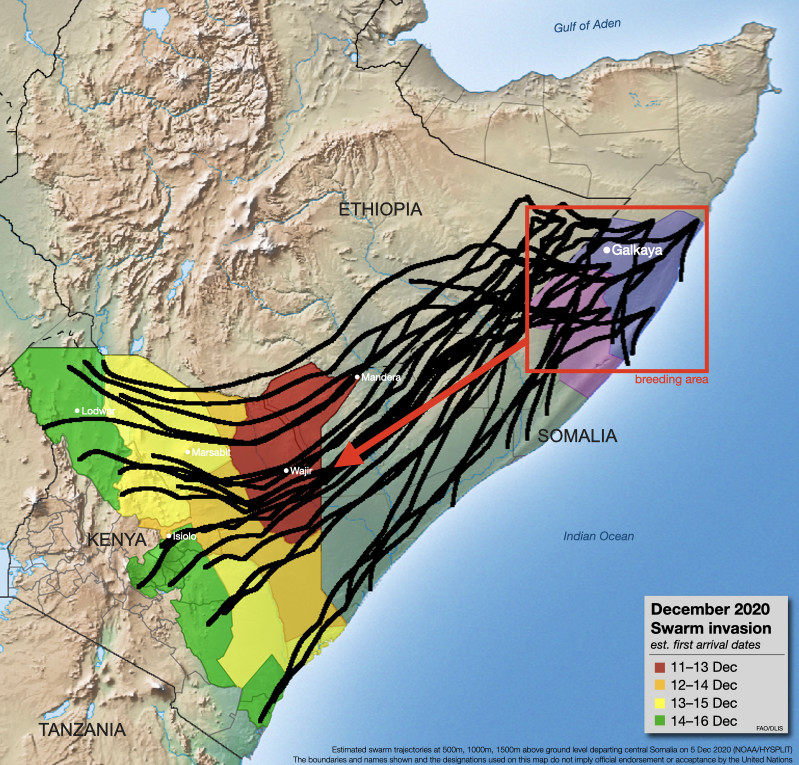 Gulf of Aden
ETHIOPIA
Galkaya
breeding area
Mandera
Lodwar
SOMALIA
Marsabit
Wajir
KENYA
Isiolo
Indian Ocean
December 2020
Swarm invasion
est. first arrival dates
11–13 Dec
12–14 Dec
13–15 Dec
14–16 Dec
FAO/DLIS
TANZANIA
Estimated swarm trajectories at 500m, 1000m, 1500m above ground level departing central Somalia on 5 Dec 2020 (NOAA/HYSPLIT)
The boundaries and names shown and the designations used on this map do not imply official endorsement or acceptance by the United Nations